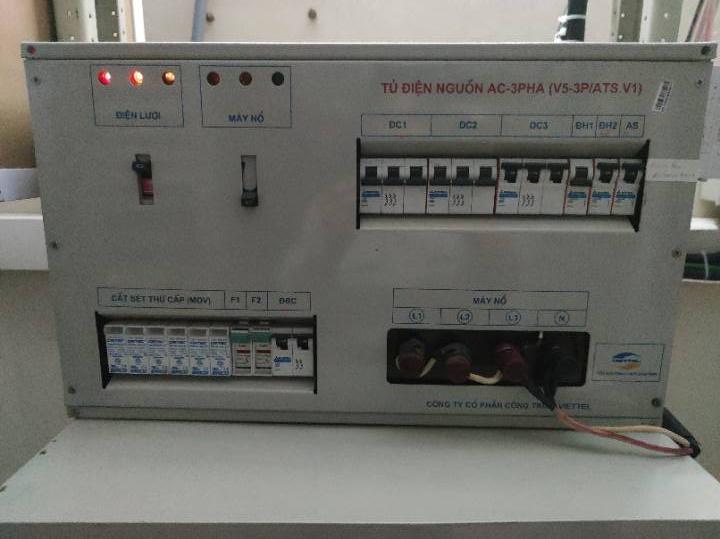 TỦ ĐIỆN NGUỒN AC-3PHA (V5-3P/ATS.V1)
ĐIỆN LƯỚI
MÁY NỔ
DC1 DC2 DC3 ĐH1 ĐH2 AS
CẮT SÉT THỨ CẤP (MOV) F1 F2 ĐBC
MÁY NỔ
L1 L2 L3 N
VIETTEL
CÔNG TY CỔ PHẦN CÔNG TRÌNH VIETTEL